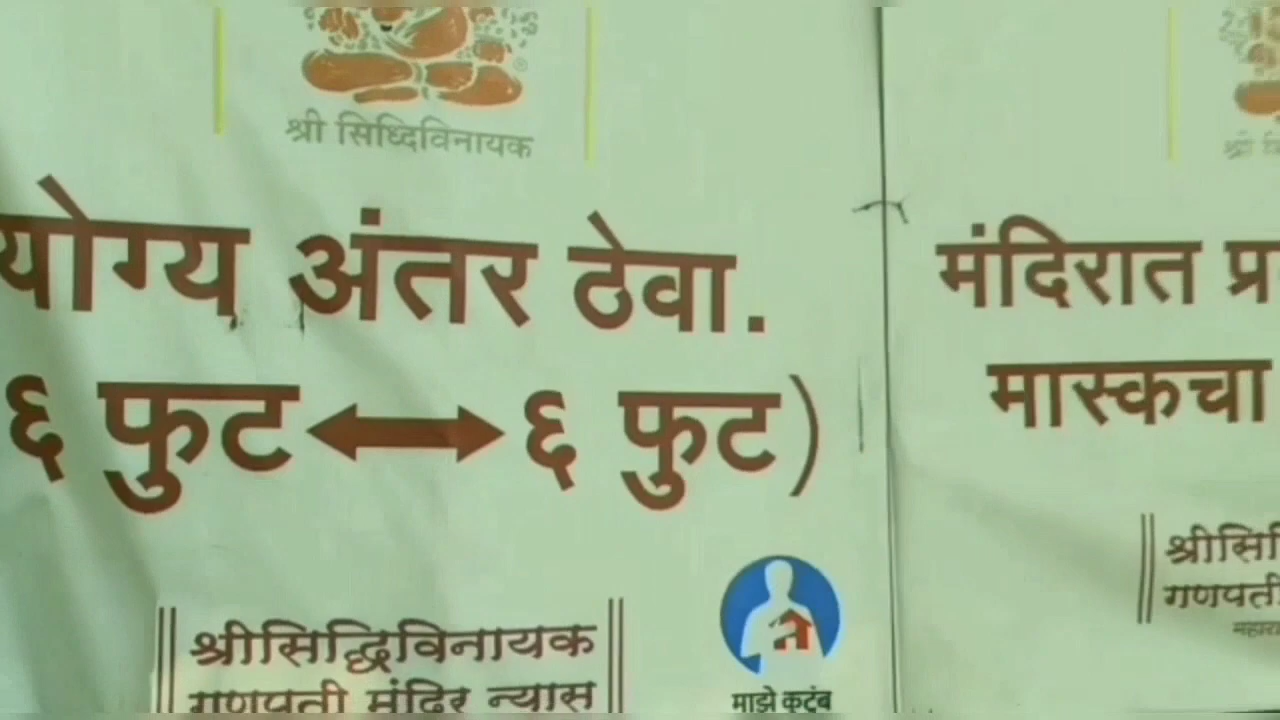 श्री सिध्दिविनायक
योग्य अंतर ठेवा.
६ फुट ६ फुट)
श्रीसिद्धिविनायक
गणपती मंदिर न्यास
माझे कुटुंब
मंदिरात
मास्कचा
गणपती